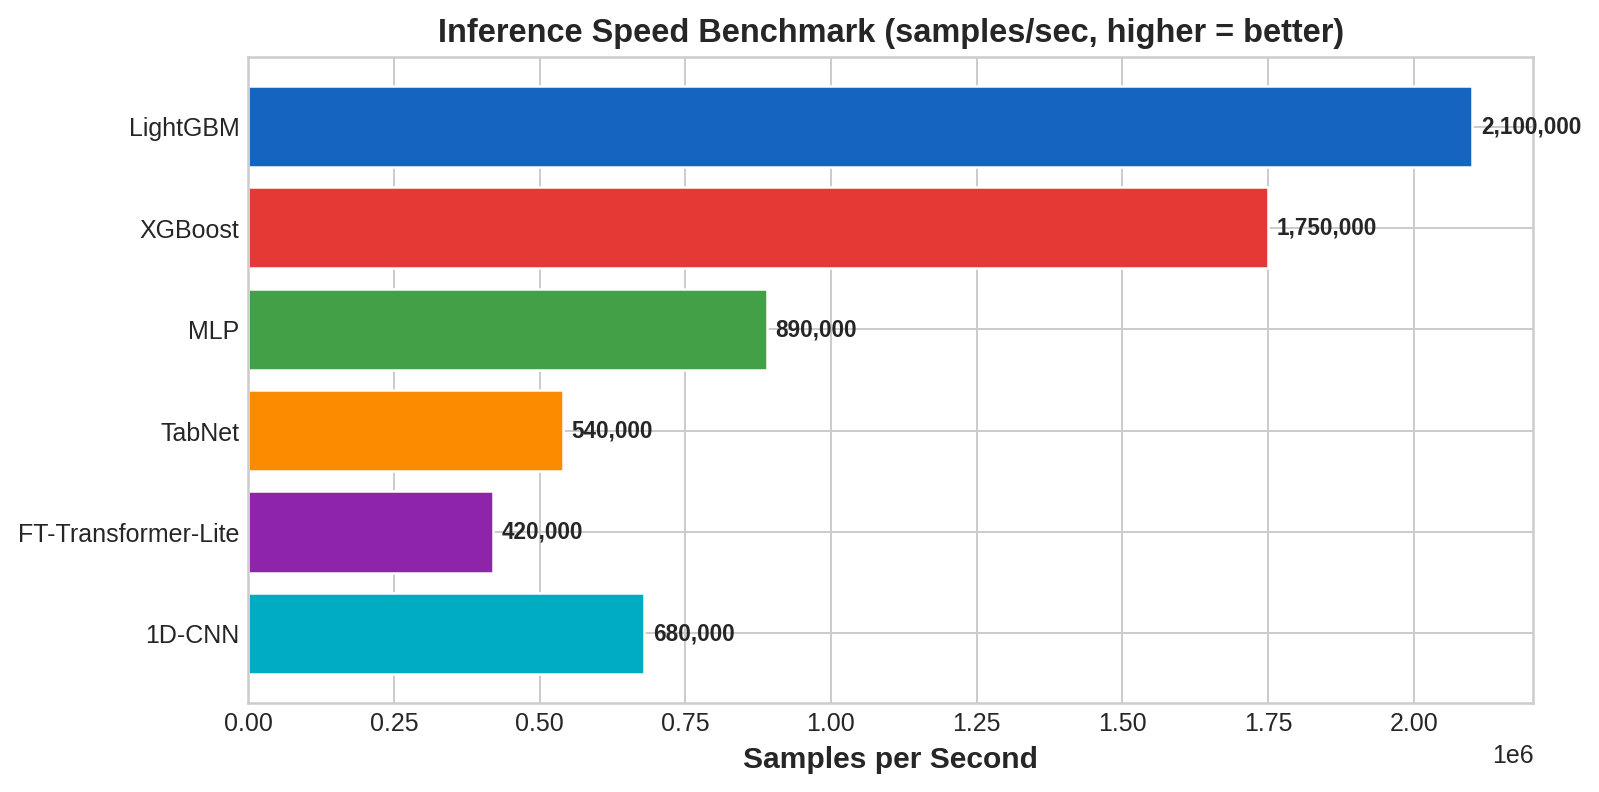 Inference Speed Benchmark (samples/sec, higher = better)
LightGBM
2,100,000
XGBoost
1,750,000
MLP
890,000
TabNet
540,000
FT-Transformer-Lite
420,000
1D-CNN
680,000
0.00 0.25 0.50 0.75 1.00 1.25 1.50 1.75 2.00
1e6
Samples per Second